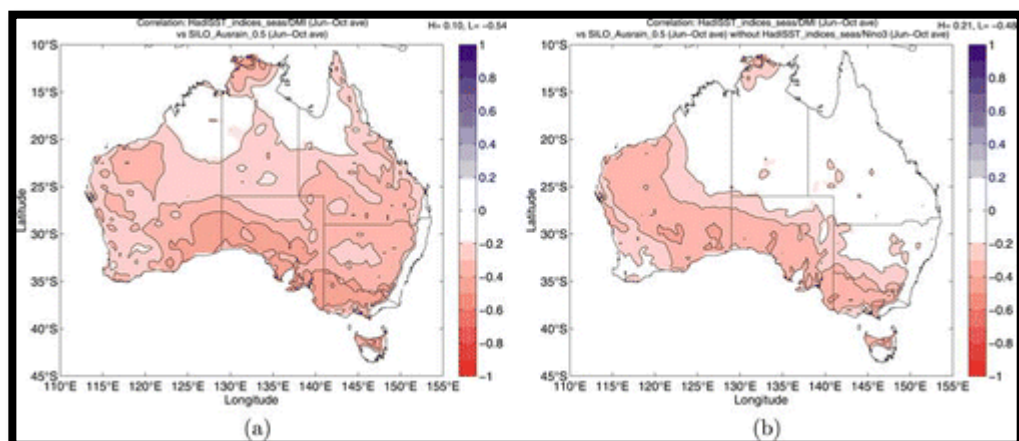 Correlation: HadISST_indices_seas/DMI (Jun-Oct ave)
vs SILO_Ausrain_0.5 (Jun-Oct ave)
H= 0.10, L= -0.54
10°S
15°S
20°S
25°S
30°S
35°S
40°S
45°S
Latitude
110°E 115°E 120°E 125°E 130°E 135°E 140°E 145°E 150°E 155°E
Longitude
1
0.8
0.6
0.4
0.2
0
-0.2
-0.4
-0.6
-0.8
-1
(a)
Correlation: HadISST_indices_seas/DMI (Jun-Oct ave)
vs SILO_Ausrain_0.5 (Jun-Oct ave) without HadISST_indices_seas/Nino3 (Jun-Oct ave)
H= 0.21, L= -0.48
10°S
15°S
20°S
25°S
30°S
35°S
40°S
45°S
Latitude
110°E 115°E 120°E 125°E 130°E 135°E 140°E 145°E 150°E 155°E
Longitude
1
0.8
0.6
0.4
0.2
0
-0.2
-0.4
-0.6
-0.8
-1
(b)